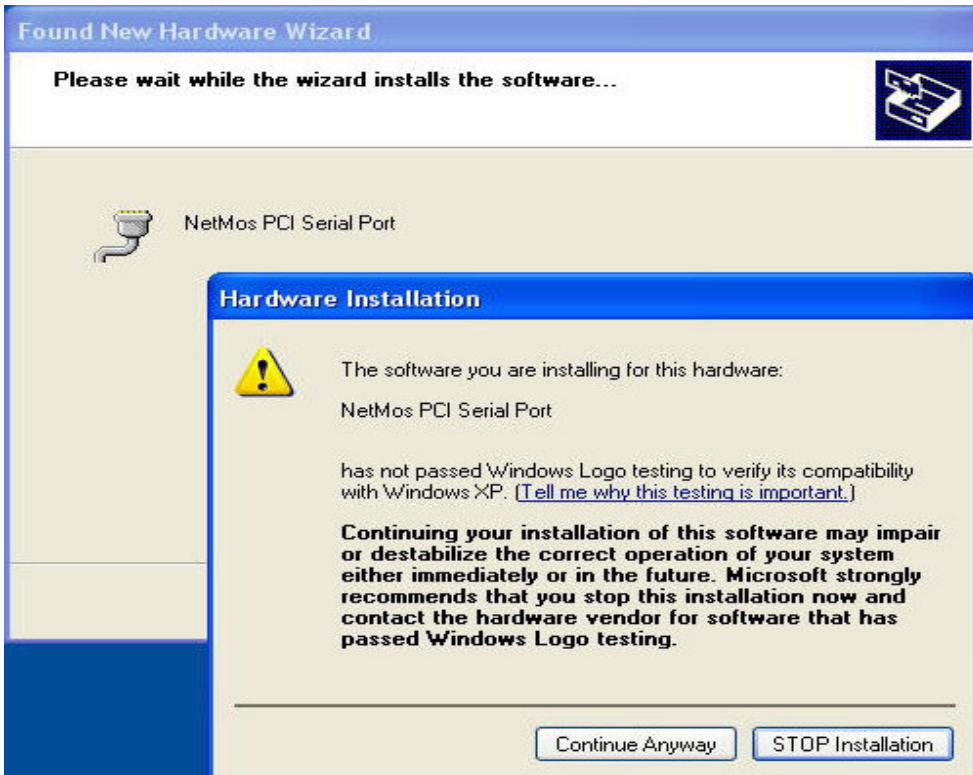 Found New Hardware Wizard
Please wait while the wizard installs the software...
NetMos PCI Serial Port
Hardware Installation
The software you are installing for this hardware:
NetMos PCI Serial Port
has not passed Windows Logo testing to verify its compatibility
with Windows XP. (Tell me why this testing is important.)
Continuing your installation of this software may impair
or destabilize the correct operation of your system
either immediately or in the future. Microsoft strongly
recommends that you stop this installation now and
contact the hardware vendor for software that has
passed Windows Logo testing.
Continue Anyway STOP Installation